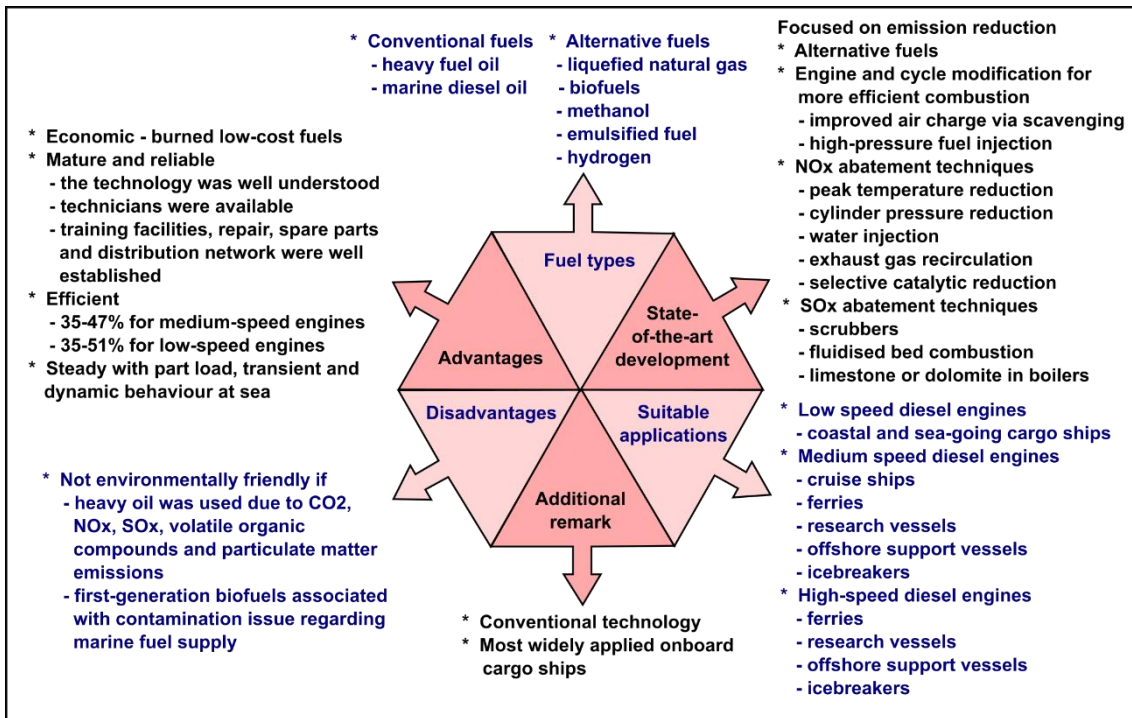 * Conventional fuels
- heavy fuel oil
- marine diesel oil
* Alternative fuels
- liquefied natural gas
- biofuels
- methanol
- emulsified fuel
- hydrogen
Focused on emission reduction
* Alternative fuels
* Engine and cycle modification for
more efficient combustion
- improved air charge via scavenging
- high-pressure fuel injection
* NOx abatement techniques
- peak temperature reduction
- cylinder pressure reduction
- water injection
- exhaust gas recirculation
- selective catalytic reduction
* SOx abatement techniques
- scrubbers
- fluidised bed combustion
- limestone or dolomite in boilers
* Economic - burned low-cost fuels
* Mature and reliable
- the technology was well understood
- technicians were available
- training facilities, repair, spare parts
and distribution network were well
established
* Efficient
- 35-47% for medium-speed engines
- 35-51% for low-speed engines
* Steady with part load, transient and
dynamic behaviour at sea
Fuel types
State-
of-the-art
development
Advantages
Disadvantages
Suitable
applications
Additional
remark
* Low speed diesel engines
- coastal and sea-going cargo ships
* Medium speed diesel engines
- cruise ships
- ferries
- research vessels
- offshore support vessels
- icebreakers
* High-speed diesel engines
- ferries
- research vessels
- offshore support vessels
- icebreakers
* Not environmentally friendly if
- heavy oil was used due to CO2,
NOx, SOx, volatile organic
compounds and particulate matter
emissions
- first-generation biofuels associated
with contamination issue regarding
marine fuel supply
* Conventional technology
* Most widely applied onboard
cargo ships